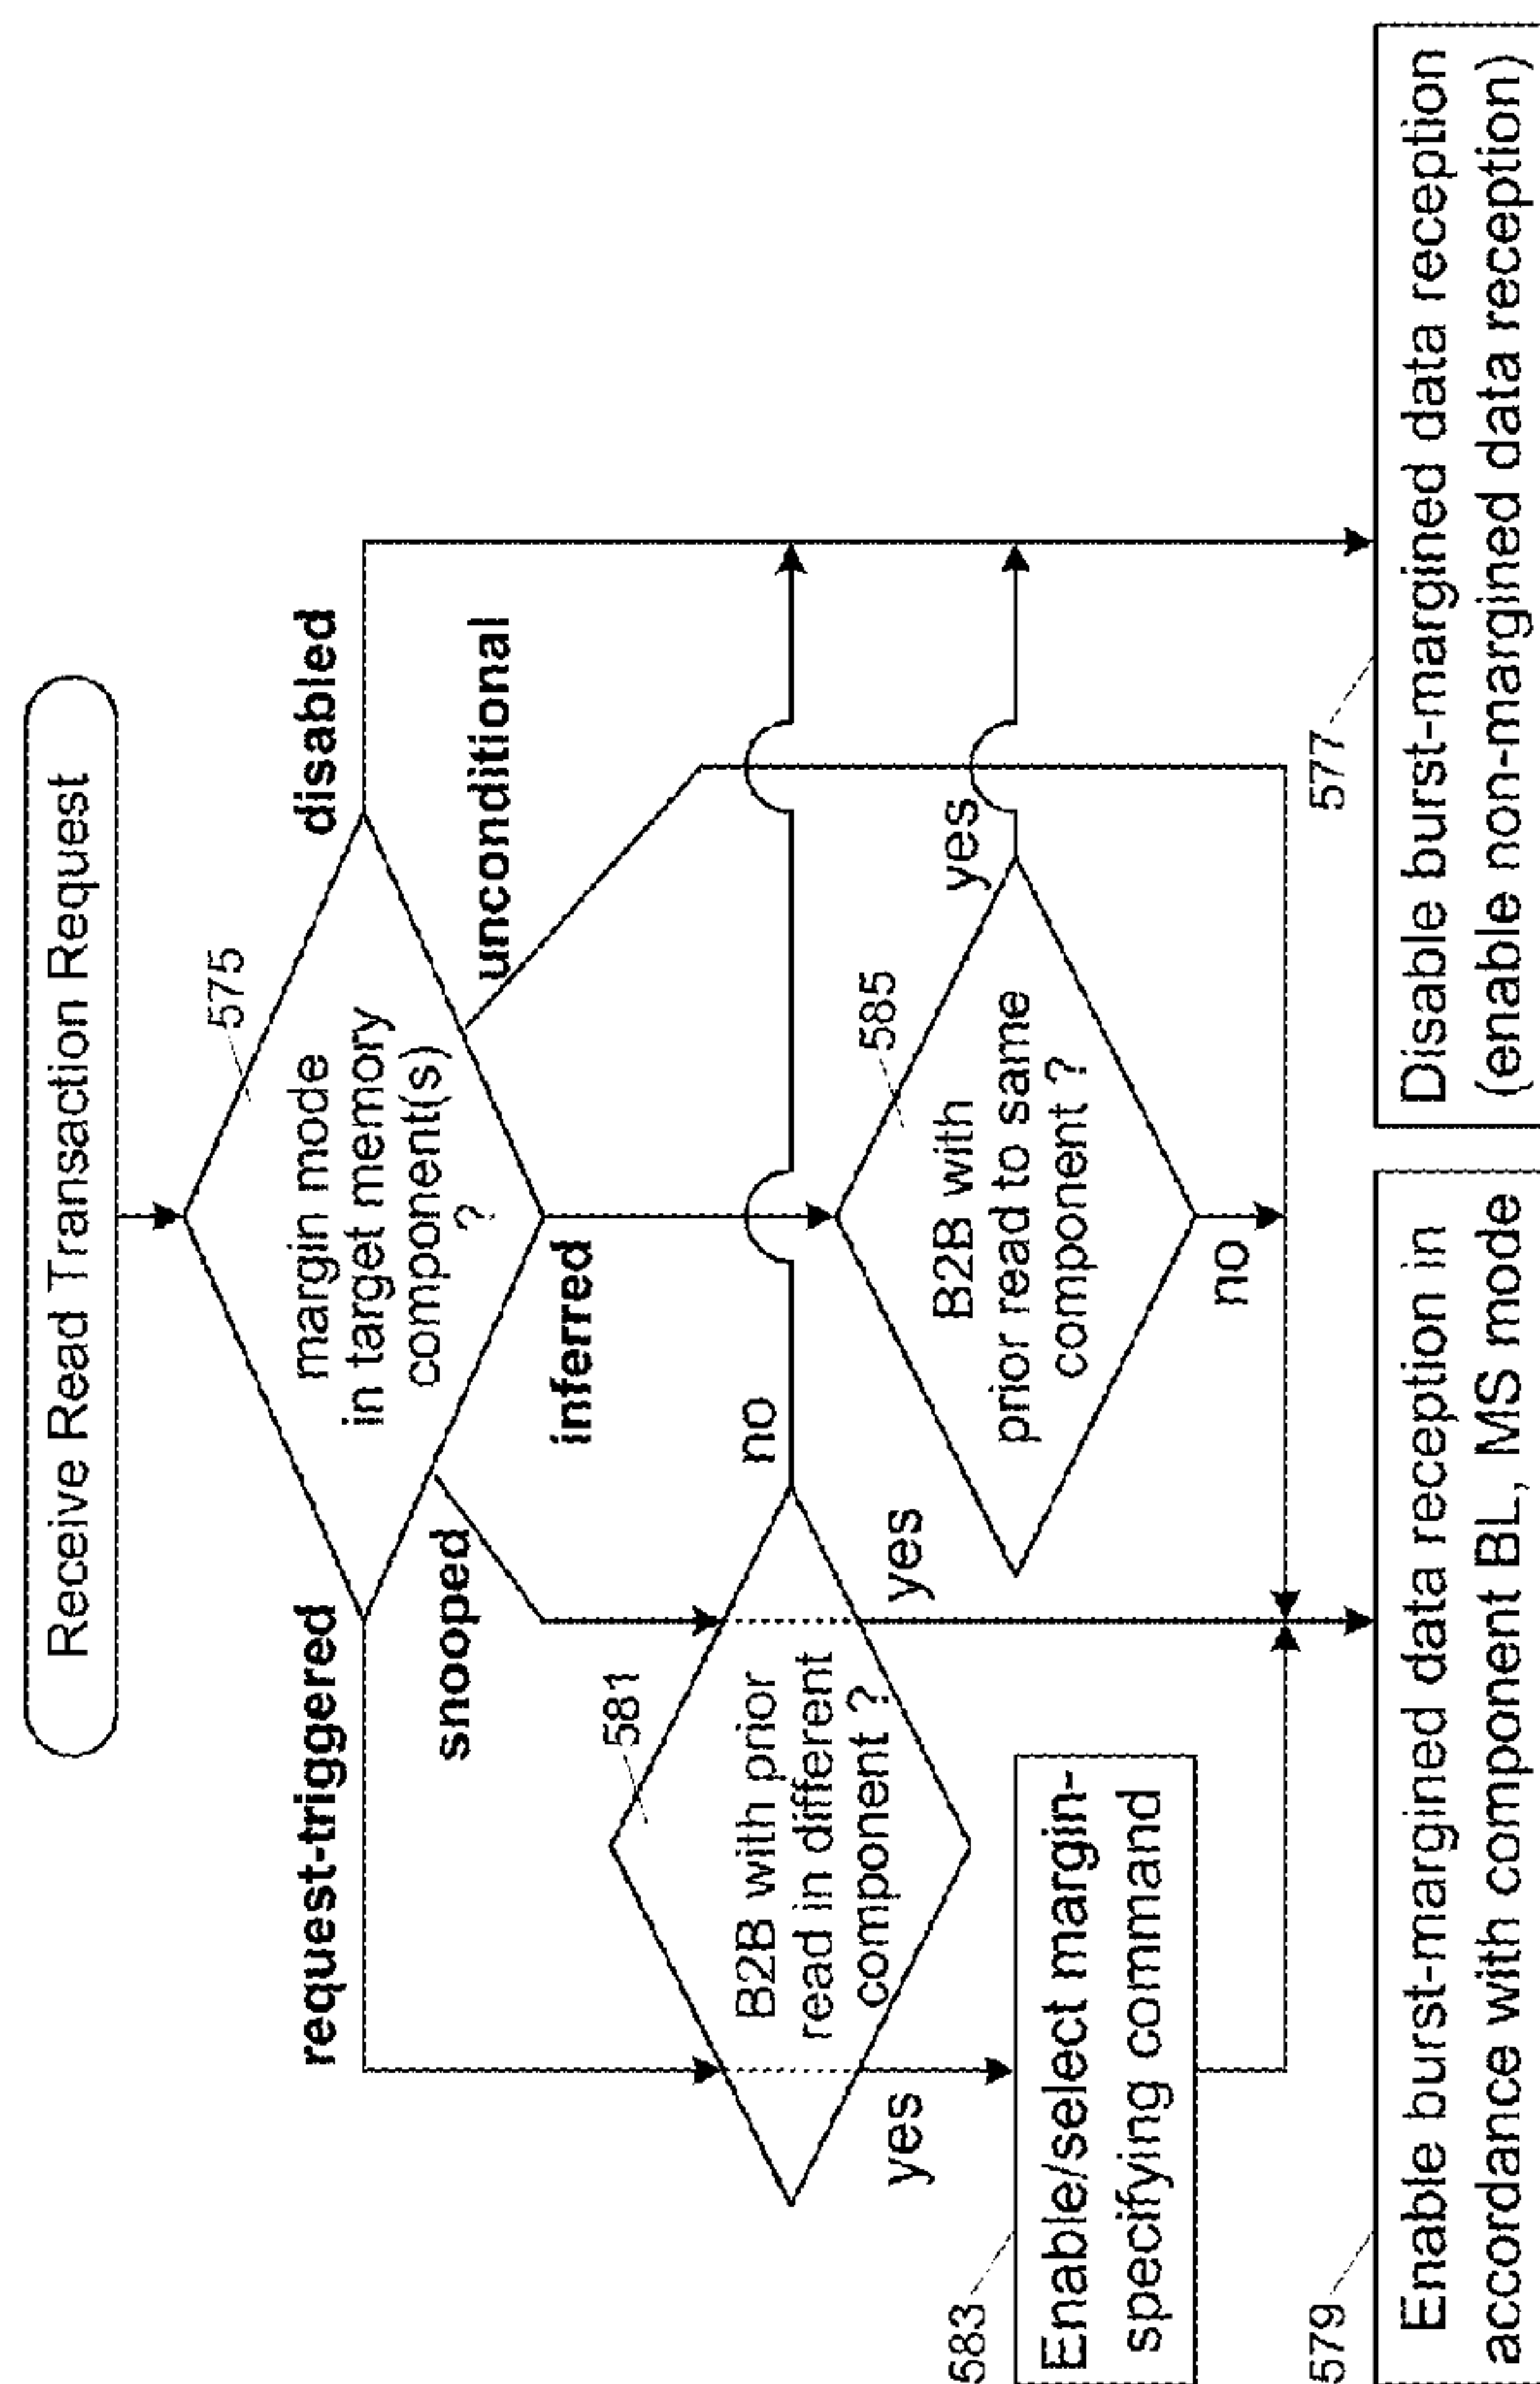 Receive Read Transaction Request
575
margin mode
in target memory
component(s)
?
request-triggered
disabled
snooped
unconditional
inferred
581
B2B with prior
read in different
component ?
no
yes
yes
585
B2B with
prior read to same
component ?
yes
no
583
Enable/select margin-
specifying command
579
Enable burst-margined data reception in
accordance with component BL, MS mode
577
Disable burst-margined data reception
(enable non-margined data reception)